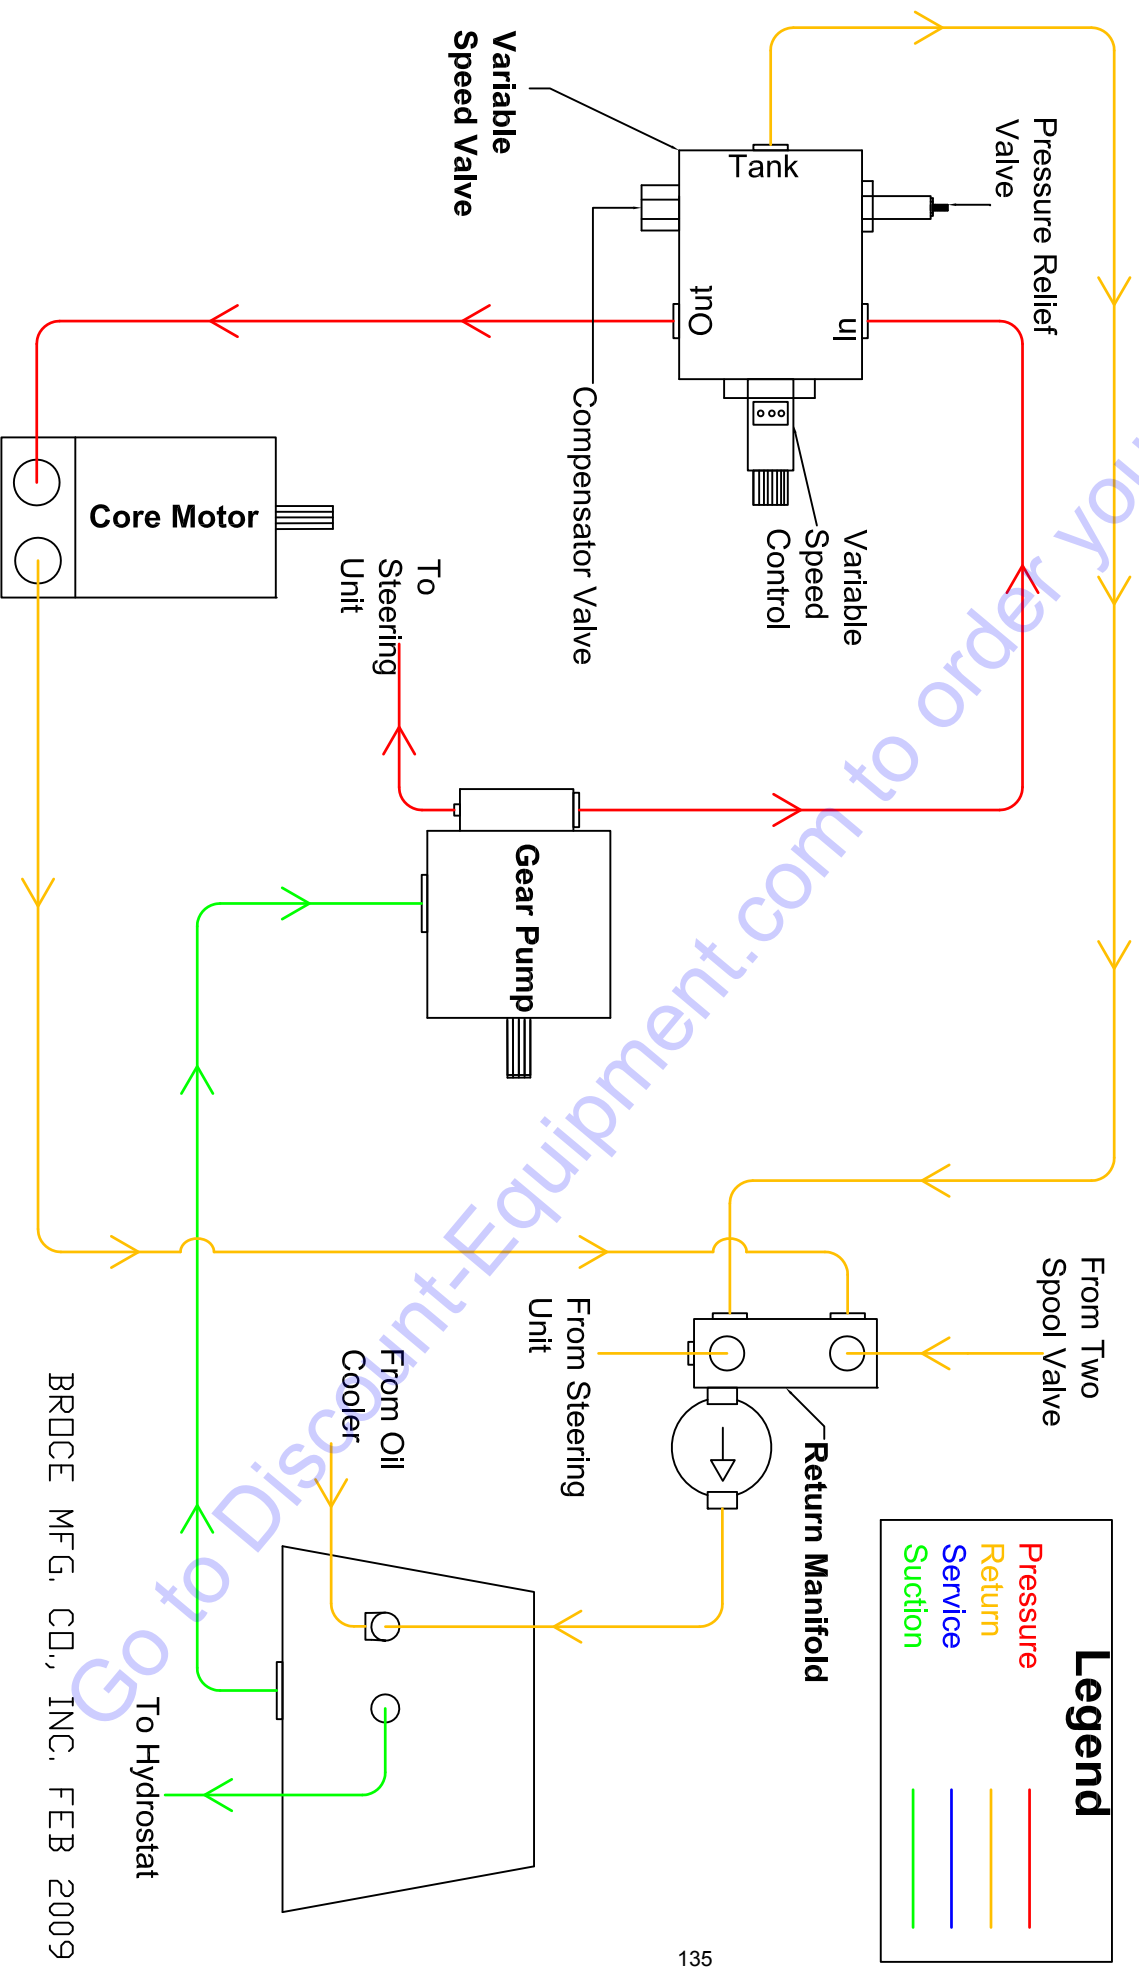 Legend
Pressure
Return
Service
Suction
From Two
Spool Valve
Return Manifold
From Steering
Unit
From Oil
Cooler
To Hydrostat
Pressure Relief
Valve
Tank
In
Out
Variable
Speed Valve
Variable
Speed
Control
Compensator Valve
Core Motor
To
Steering
Unit
Gear Pump
BROCE MFG. CO., INC. FEB 2009
135
Go to Discount-Equipment.com to order you